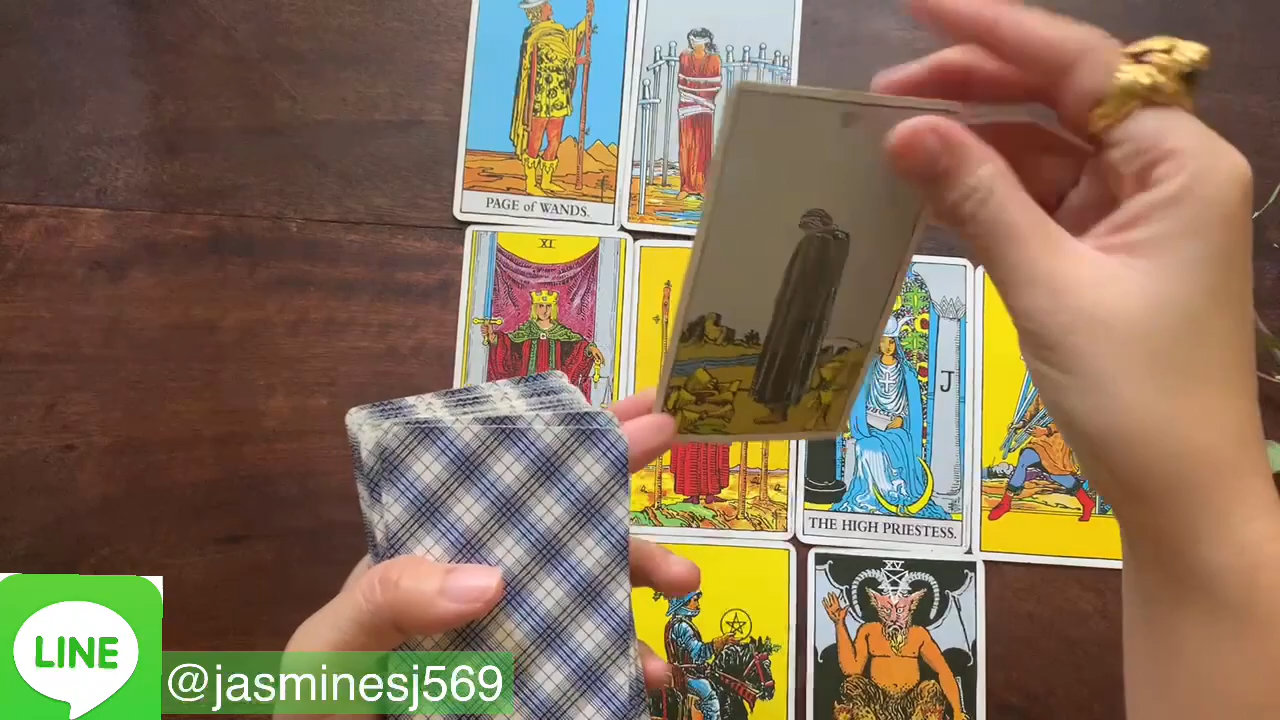 PAGE of WANDS.
XI
J
THE HIGH PRIESTESS.
XV
LINE
@jasminesj569